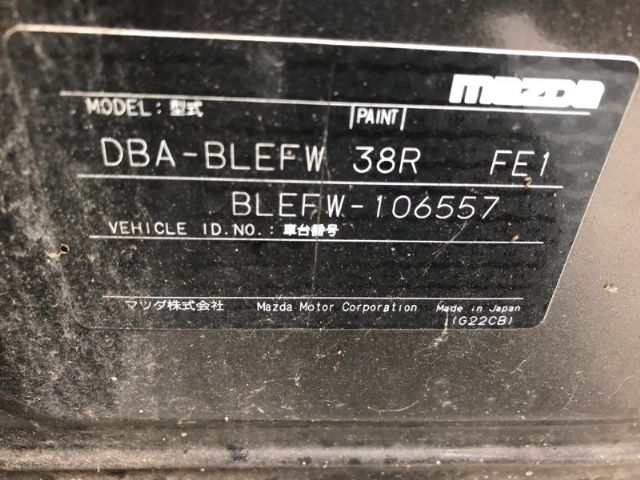 mazda
MODEL: 型式 PAINT
DBA-BLEFW 38R FE1
BLEFW-106557
VEHICLE ID.NO.: 車台番号
マツダ株式会社 Mazda Motor Corporation Made in Japan
(G22CB)